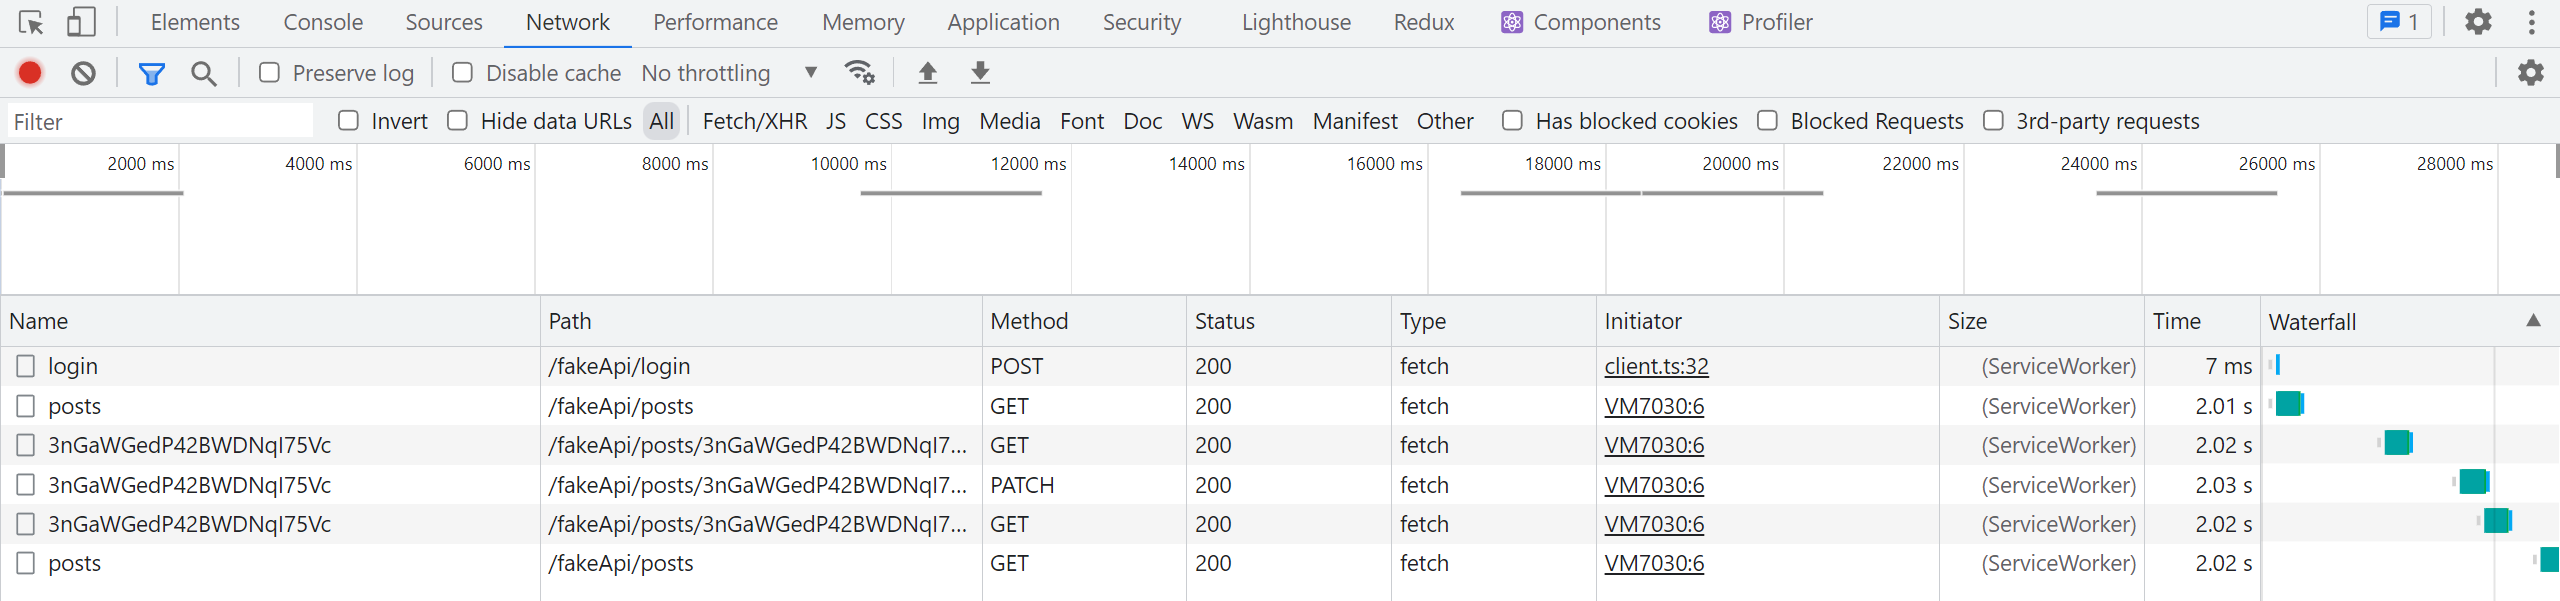 Elements Console Sources Network Performance Memory Application Security Lighthouse Redux Components Profiler 1
Preserve log Disable cache No throttling
Filter Invert Hide data URLs All Fetch/XHR JS CSS Img Media Font Doc WS Wasm Manifest Other Has blocked cookies Blocked Requests 3rd-party requests
2000 ms 4000 ms 6000 ms 8000 ms 10000 ms 12000 ms 14000 ms 16000 ms 18000 ms 20000 ms 22000 ms 24000 ms 26000 ms 28000 ms
Name Path Method Status Type Initiator Size Time Waterfall
login /fakeApi/login POST 200 fetch client.ts:32 (ServiceWorker) 7 ms
posts /fakeApi/posts GET 200 fetch VM7030:6 (ServiceWorker) 2.01 s
3nGaWGedP42BWDNqI75Vc /fakeApi/posts/3nGaWGedP42BWDNqI7... GET 200 fetch VM7030:6 (ServiceWorker) 2.02 s
3nGaWGedP42BWDNqI75Vc /fakeApi/posts/3nGaWGedP42BWDNqI7... PATCH 200 fetch VM7030:6 (ServiceWorker) 2.03 s
3nGaWGedP42BWDNqI75Vc /fakeApi/posts/3nGaWGedP42BWDNqI7... GET 200 fetch VM7030:6 (ServiceWorker) 2.02 s
posts /fakeApi/posts GET 200 fetch VM7030:6 (ServiceWorker) 2.02 s